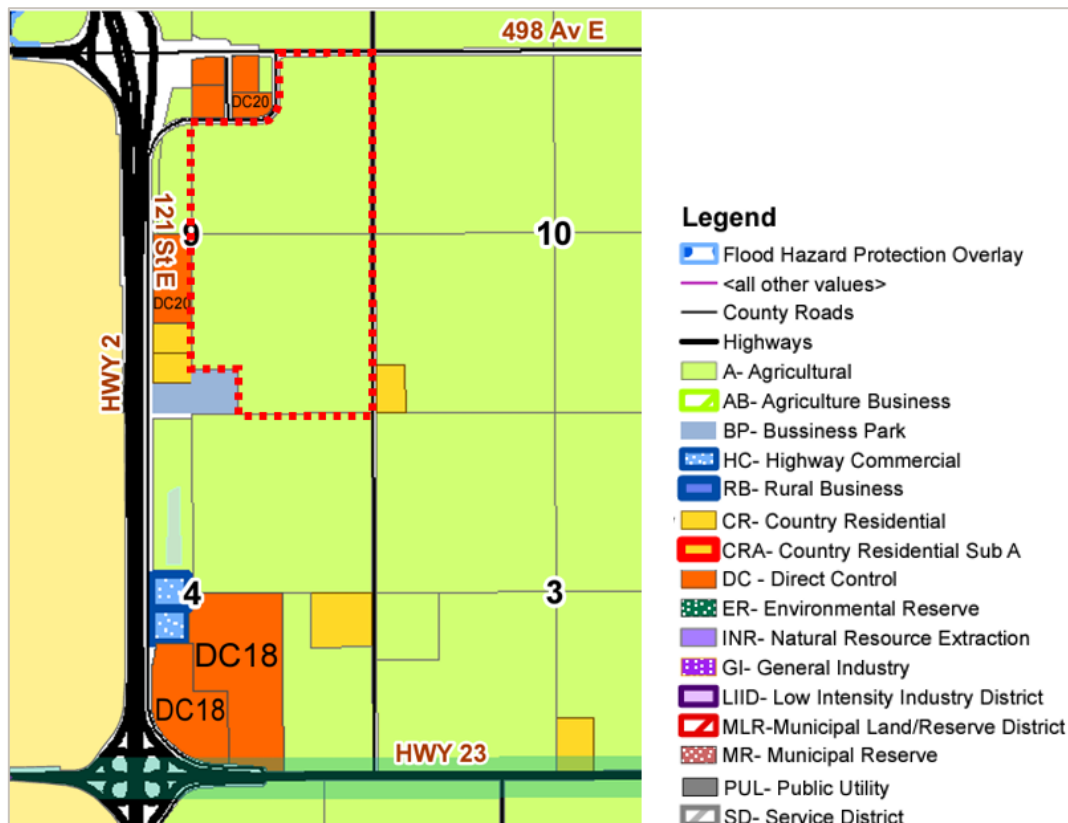 498 Av E
DC20
121 St E
9
10
DC20
HWY 2
4
3
DC18
DC18
HWY 23
Legend
Flood Hazard Protection Overlay
<all other values>
County Roads
Highways
A- Agricultural
AB- Agriculture Business
BP- Bussiness Park
HC- Highway Commercial
RB- Rural Business
CR- Country Residential
CRA- Country Residential Sub A
DC - Direct Control
ER- Environmental Reserve
INR- Natural Resource Extraction
GI- General Industry
LIID- Low Intensity Industry District
MLR-Municipal Land/Reserve District
MR- Municipal Reserve
PUL- Public Utility
SD- Service District